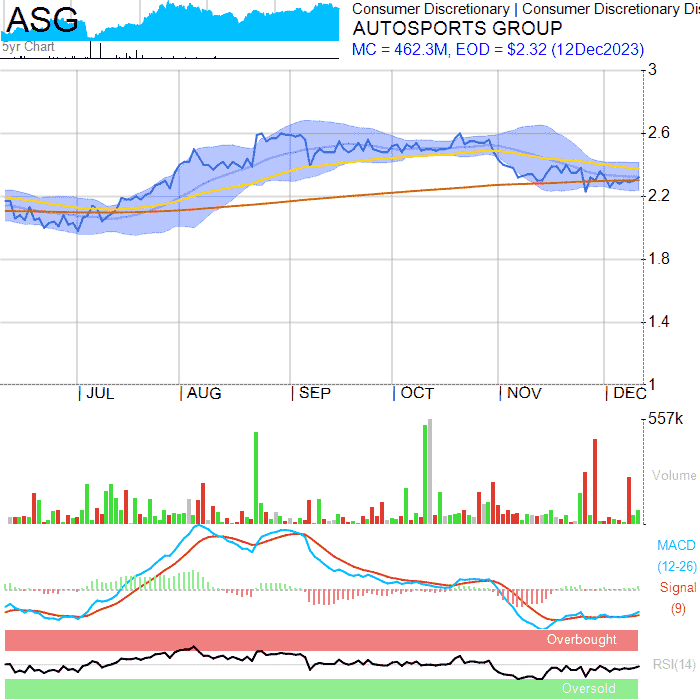 ASG
5yr Chart
Consumer Discretionary | Consumer Discretionary Dis
AUTOSPORTS GROUP
MC = 462.3M, EOD = $2.32 (12Dec2023)
3
2.6
2.2
1.8
1.4
1
JUL AUG SEP OCT NOV DEC
557k
Volume
MACD
(12-26)
Signal
(9)
Overbought
RSI(14)
Oversold